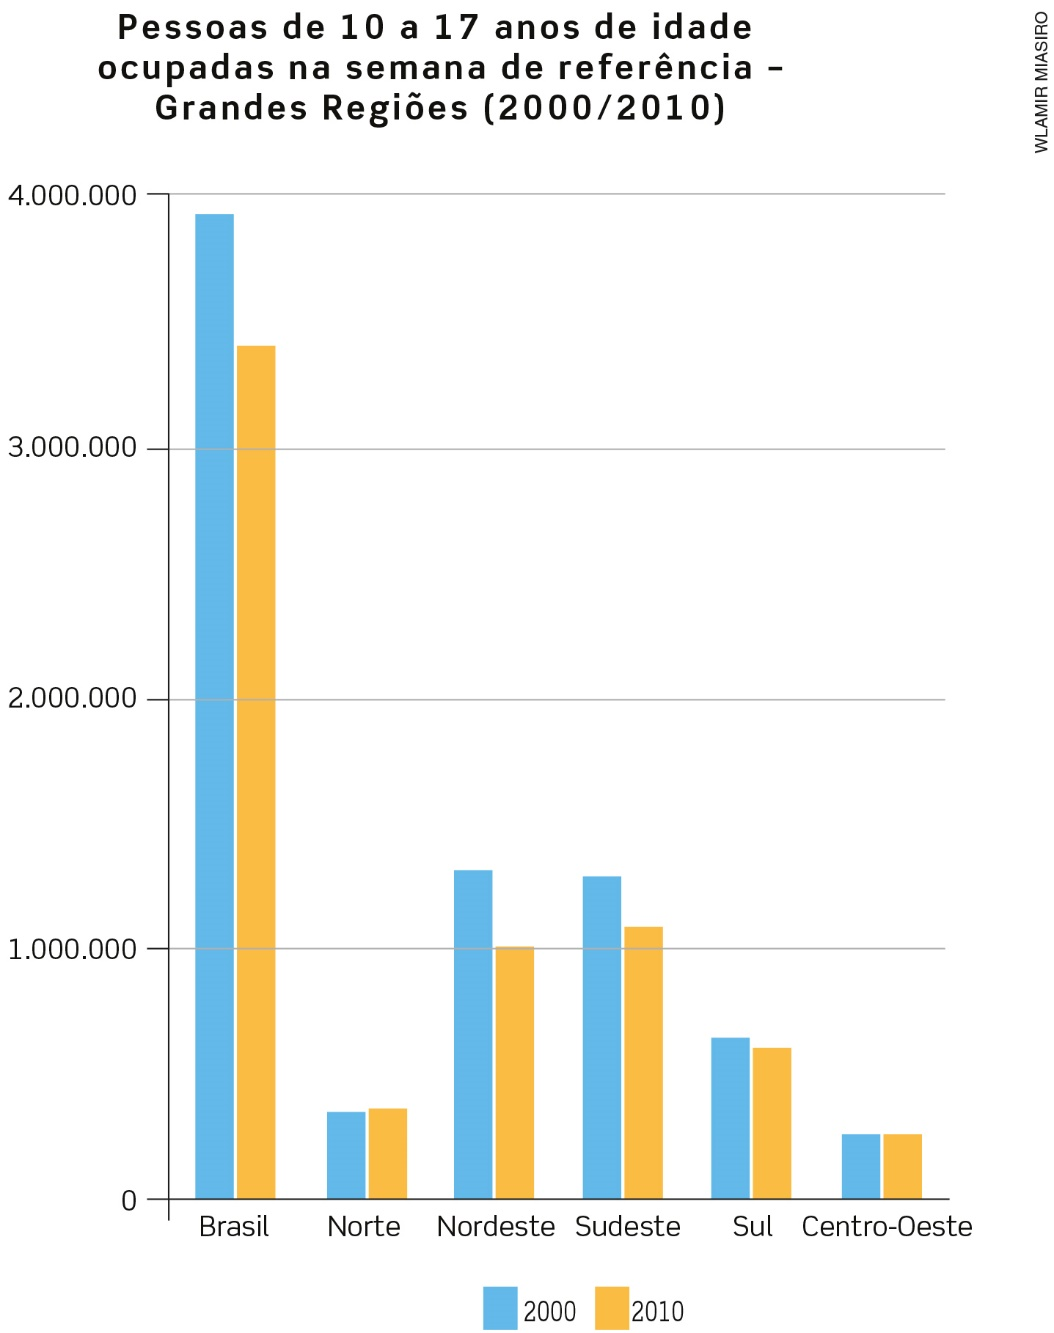 Pessoas de 10 a 17 anos de idade
ocupadas na semana de referência –
Grandes Regiões (2000/2010)
WLAMIR MIASIRO
4.000.000
3.000.000
2.000.000
1.000.000
0
Brasil Norte Nordeste Sudeste Sul Centro-Oeste
2000 2010